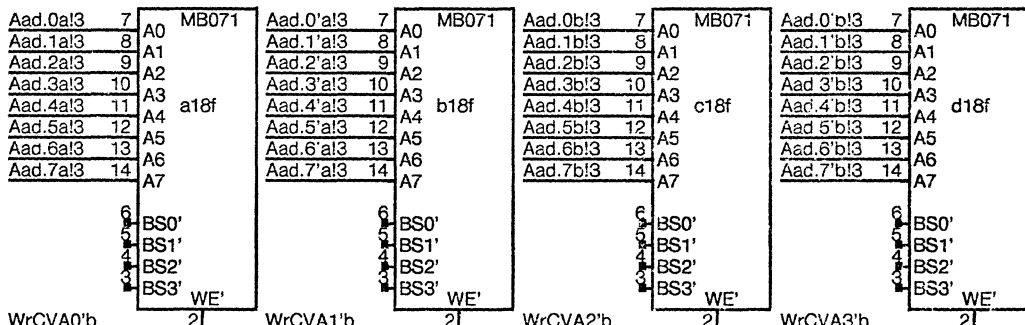 Aad.0a!3 7 A0 MB071 Aad.0'a!3 7 A0 MB071 Aad.0b!3 7 A0 MB071 Aad.0'b!3 7 A0 MB071
Aad.1a!3 8 A1 Aad.1'a!3 8 A1 Aad.1b!3 8 A1 Aad.1'b!3 8 A1
Aad.2a!3 9 A2 Aad.2'a!3 9 A2 Aad.2b!3 9 A2 Aad.2'b!3 9 A2
Aad.3a!3 10 A3 Aad.3'a!3 10 A3 Aad.3b!3 10 A3 Aad.3'b!3 10 A3
Aad.4a!3 11 A4 a18f Aad.4'a!3 11 A4 b18f Aad.4b!3 11 A4 c18f Aad.4'b!3 11 A4 d18f
Aad.5a!3 12 A5 Aad.5'a!3 12 A5 Aad.5b!3 12 A5 Aad.5'b!3 12 A5
Aad.6a!3 13 A6 Aad.6'a!3 13 A6 Aad.6b!3 13 A6 Aad.6'b!3 13 A6
Aad.7a!3 14 A7 Aad.7'a!3 14 A7 Aad.7b!3 14 A7 Aad.7'b!3 14 A7
6 BS0' 6 BS0' 6 BS0' 6 BS0'
5 BS1' 5 BS1' 5 BS1' 5 BS1'
4 BS2' 4 BS2' 4 BS2' 4 BS2'
3 BS3' 3 BS3' 3 BS3' 3 BS3'
WE' WE' WE' WE'
WrCVA0'b 2 WrCVA1'b 2 WrCVA2'b 2 WrCVA3'b 2